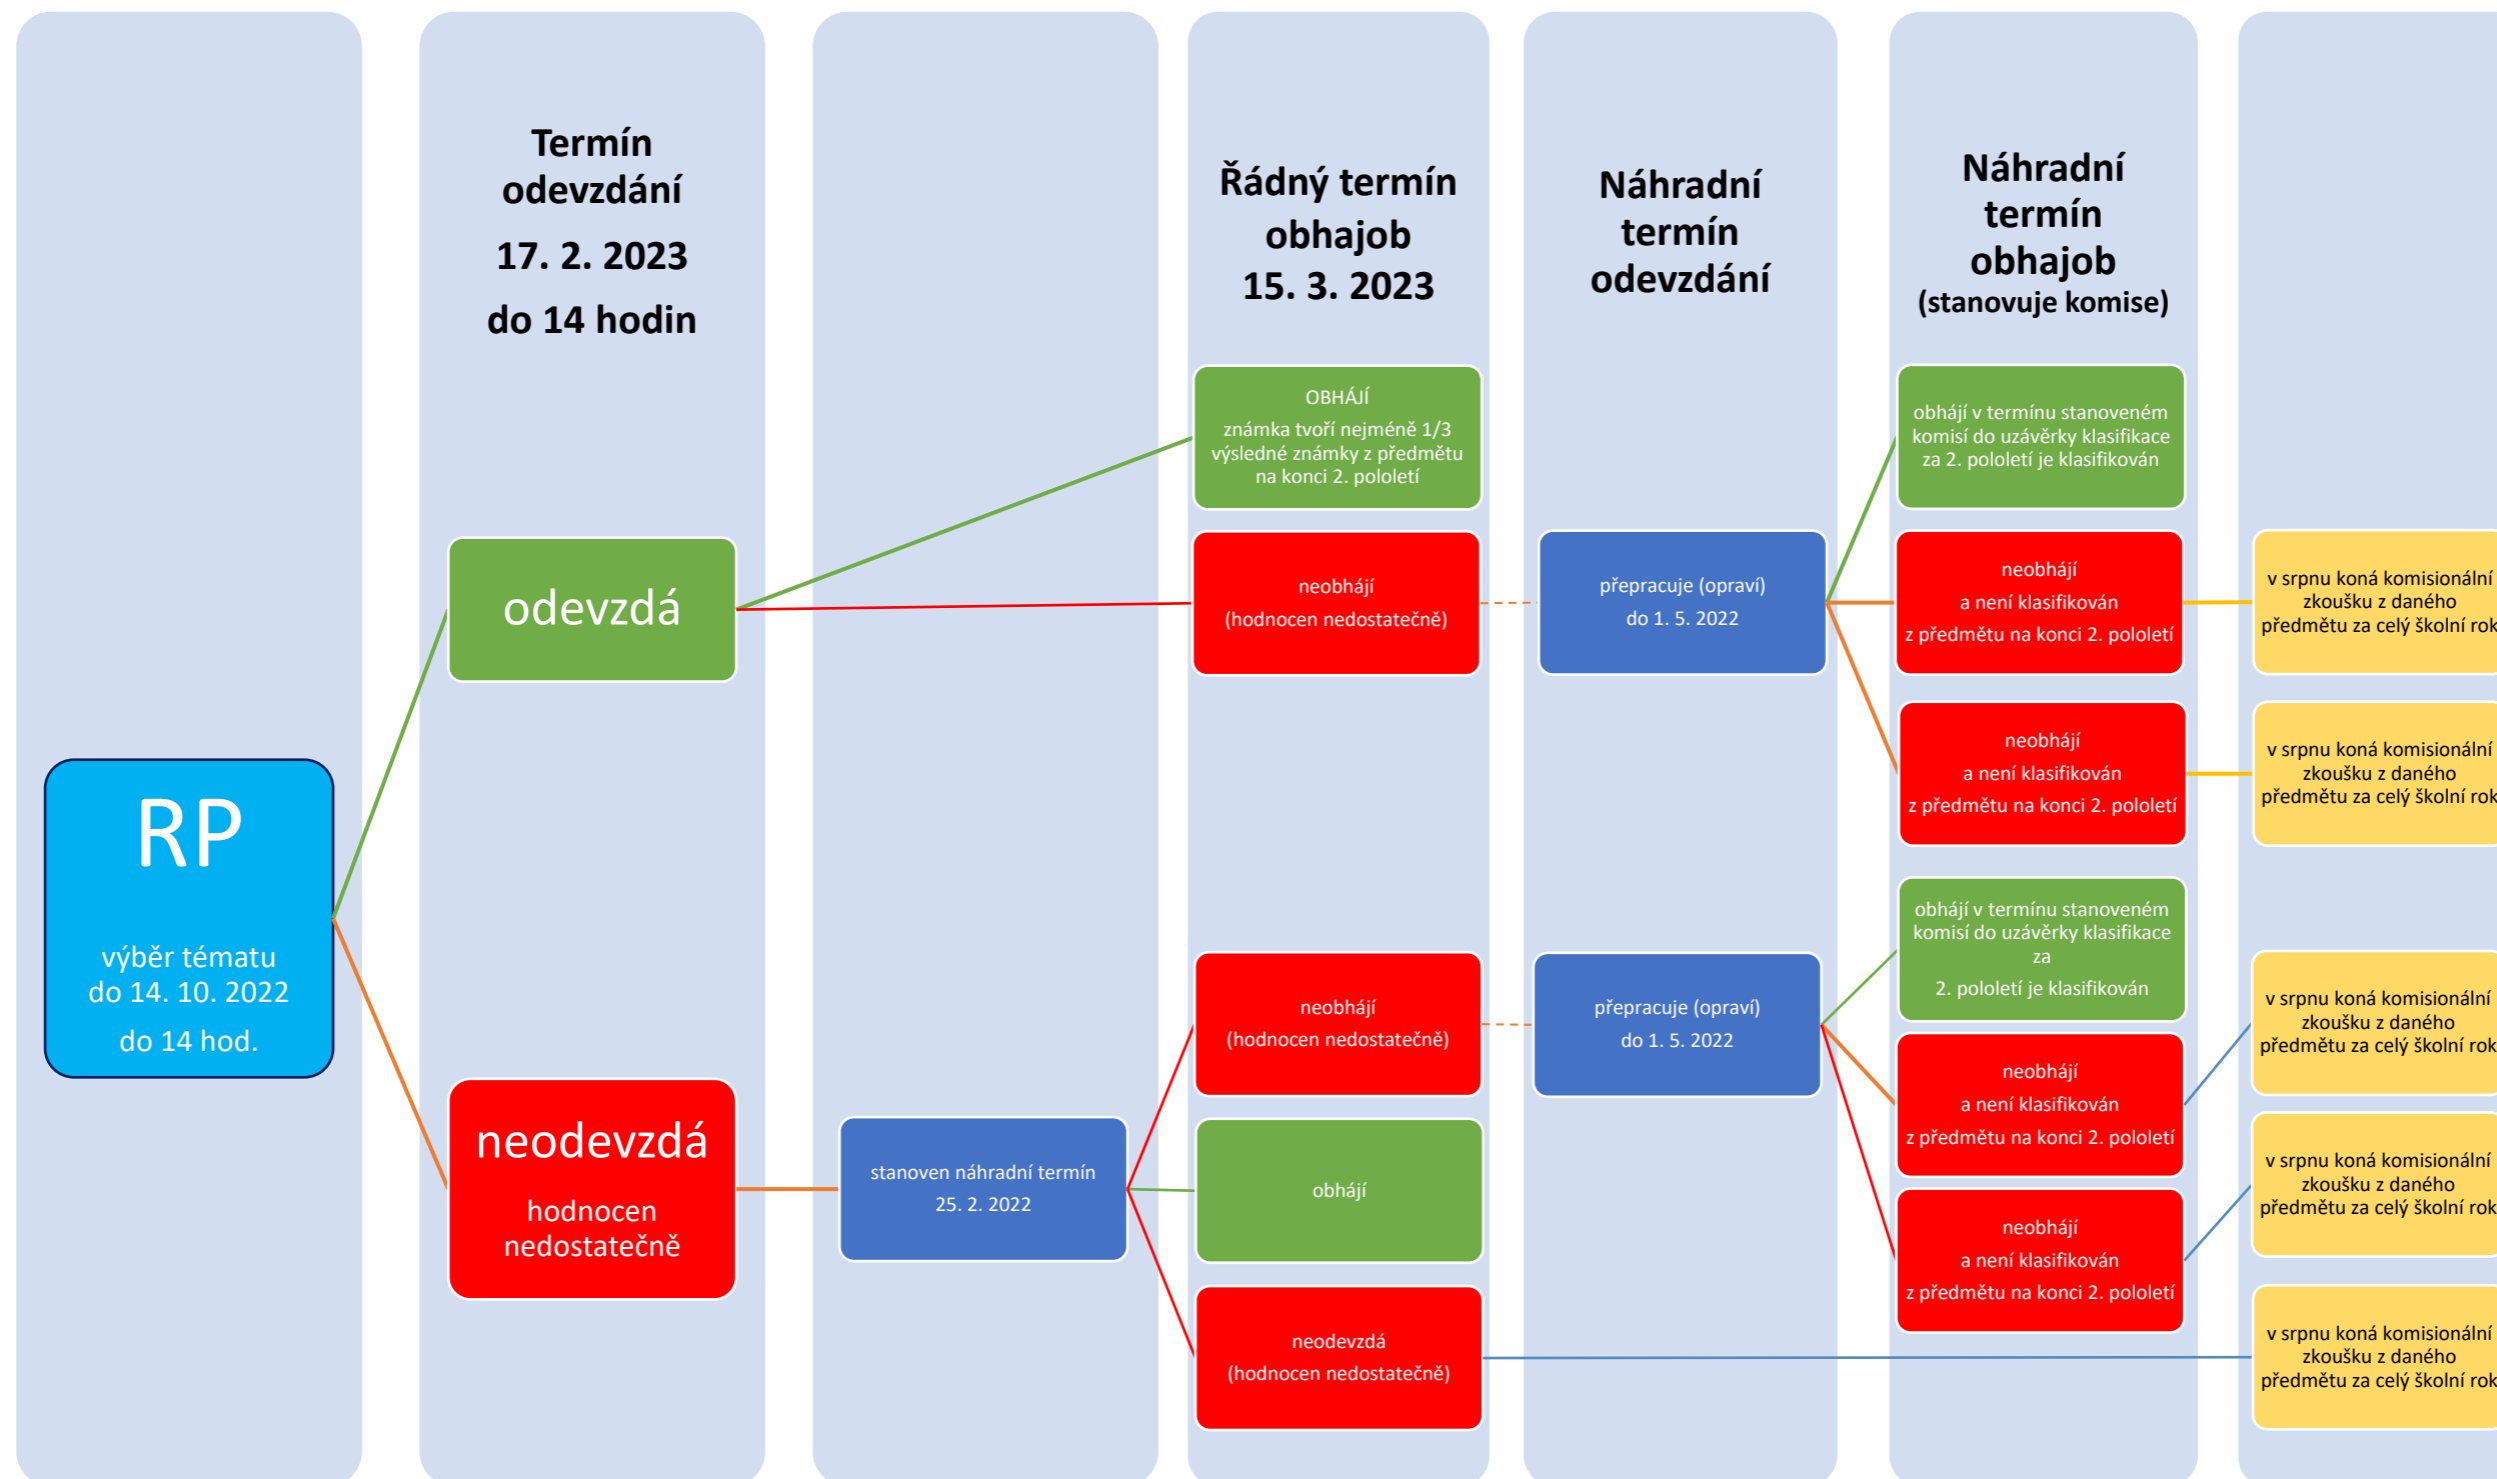 RP
výběr tématu
do 14. 10. 2022
do 14 hod.
Termín
odevzdání
17. 2. 2023
do 14 hodin
odevzdá
neodevzdá
hodnocen
nedostatečně
stanoven náhradní termín
25. 2. 2022
Řádný termín
obhajob
15. 3. 2023
OBHÁJÍ
známka tvoří nejméně 1/3
výsledné známky z předmětu
na konci 2. pololetí
neobhájí
(hodnocen nedostatečně)
neobhájí
(hodnocen nedostatečně)
obhájí
neodevzdá
(hodnocen nedostatečně)
Náhradní
termín
odevzdání
přepracuje (opraví)
do 1. 5. 2022
přepracuje (opraví)
do 1. 5. 2022
Náhradní
termín
obhajob
(stanovuje komise)
obhájí v termínu stanoveném
komisí do uzávěrky klasifikace
za 2. pololetí je klasifikován
neobhájí
a není klasifikován
z předmětu na konci 2. pololetí
neobhájí
a není klasifikován
z předmětu na konci 2. pololetí
obhájí v termínu stanoveném
komisí do uzávěrky klasifikace
za
2. pololetí je klasifikován
neobhájí
a není klasifikován
z předmětu na konci 2. pololetí
neobhájí
a není klasifikován
z předmětu na konci 2. pololetí
v srpnu koná komisionální
zkoušku z daného
předmětu za celý školní rok
v srpnu koná komisionální
zkoušku z daného
předmětu za celý školní rok
v srpnu koná komisionální
zkoušku z daného
předmětu za celý školní rok
v srpnu koná komisionální
zkoušku z daného
předmětu za celý školní rok
v srpnu koná komisionální
zkoušku z daného
předmětu za celý školní rok